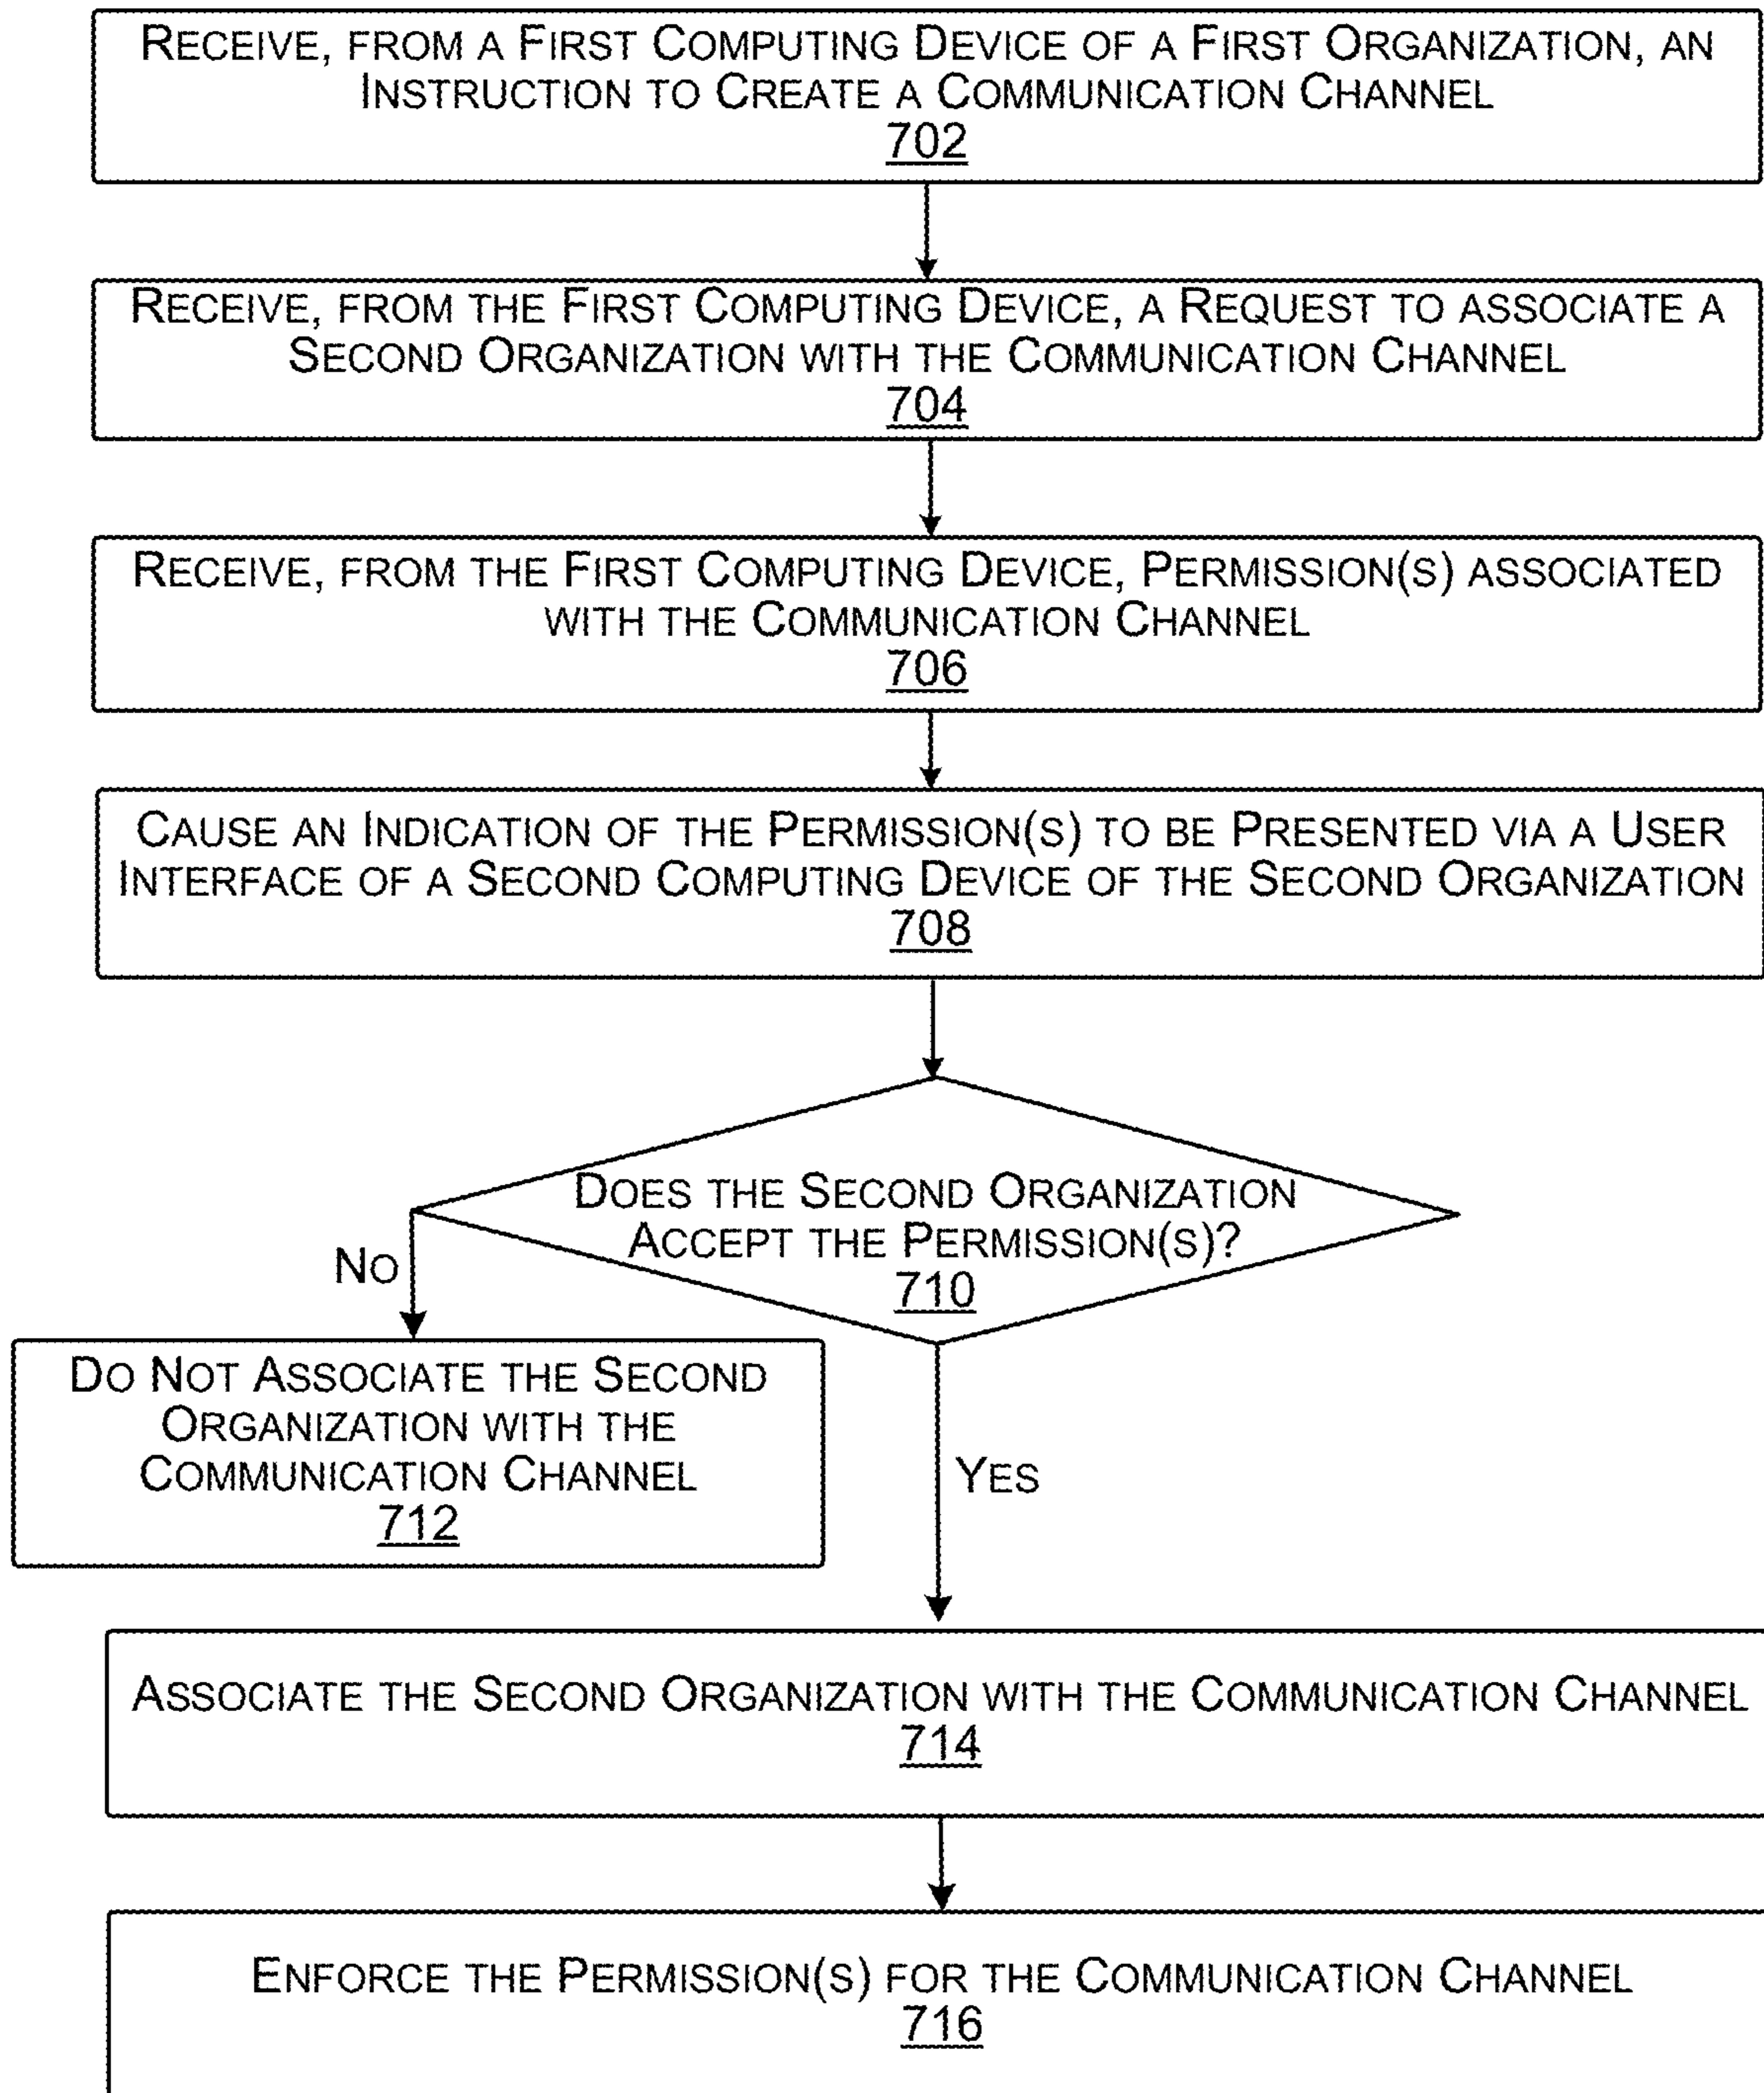 RECEIVE, FROM A FIRST COMPUTING DEVICE OF A FIRST ORGANIZATION, AN
INSTRUCTION TO CREATE A COMMUNICATION CHANNEL
702
RECEIVE, FROM THE FIRST COMPUTING DEVICE, A REQUEST TO ASSOCIATE A
SECOND ORGANIZATION WITH THE COMMUNICATION CHANNEL
704
RECEIVE, FROM THE FIRST COMPUTING DEVICE, PERMISSION(S) ASSOCIATED
WITH THE COMMUNICATION CHANNEL
706
CAUSE AN INDICATION OF THE PERMISSION(S) TO BE PRESENTED VIA A USER
INTERFACE OF A SECOND COMPUTING DEVICE OF THE SECOND ORGANIZATION
708
DOES THE SECOND ORGANIZATION
ACCEPT THE PERMISSION(S)?
710
NO
DO NOT ASSOCIATE THE SECOND
ORGANIZATION WITH THE
COMMUNICATION CHANNEL
712
YES
ASSOCIATE THE SECOND ORGANIZATION WITH THE COMMUNICATION CHANNEL
714
ENFORCE THE PERMISSION(S) FOR THE COMMUNICATION CHANNEL
716